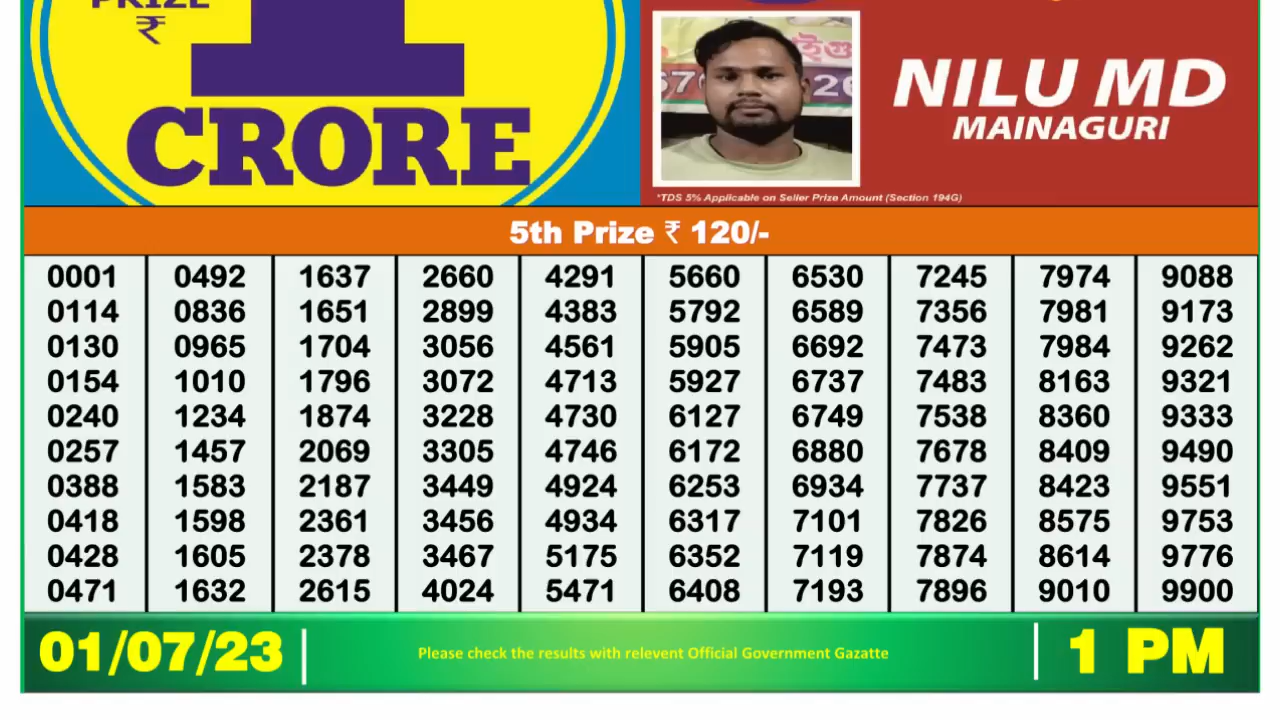 PRIZE
₹
1
CRORE
NILU MD
MAINAGURI
*TDS 5% Applicable on Seller Prize Amount (Section 194G)
5th Prize ₹ 120/-
0001 0492 1637 2660 4291 5660 6530 7245 7974 9088
0114 0836 1651 2899 4383 5792 6589 7356 7981 9173
0130 0965 1704 3056 4561 5905 6692 7473 7984 9262
0154 1010 1796 3072 4713 5927 6737 7483 8163 9321
0240 1234 1874 3228 4730 6127 6749 7538 8360 9333
0257 1457 2069 3305 4746 6172 6880 7678 8409 9490
0388 1583 2187 3449 4924 6253 6934 7737 8423 9551
0418 1598 2361 3456 4934 6317 7101 7826 8575 9753
0428 1605 2378 3467 5175 6352 7119 7874 8614 9776
0471 1632 2615 4024 5471 6408 7193 7896 9010 9900
01/07/23
Please check the results with relevent Official Government Gazatte
1 PM